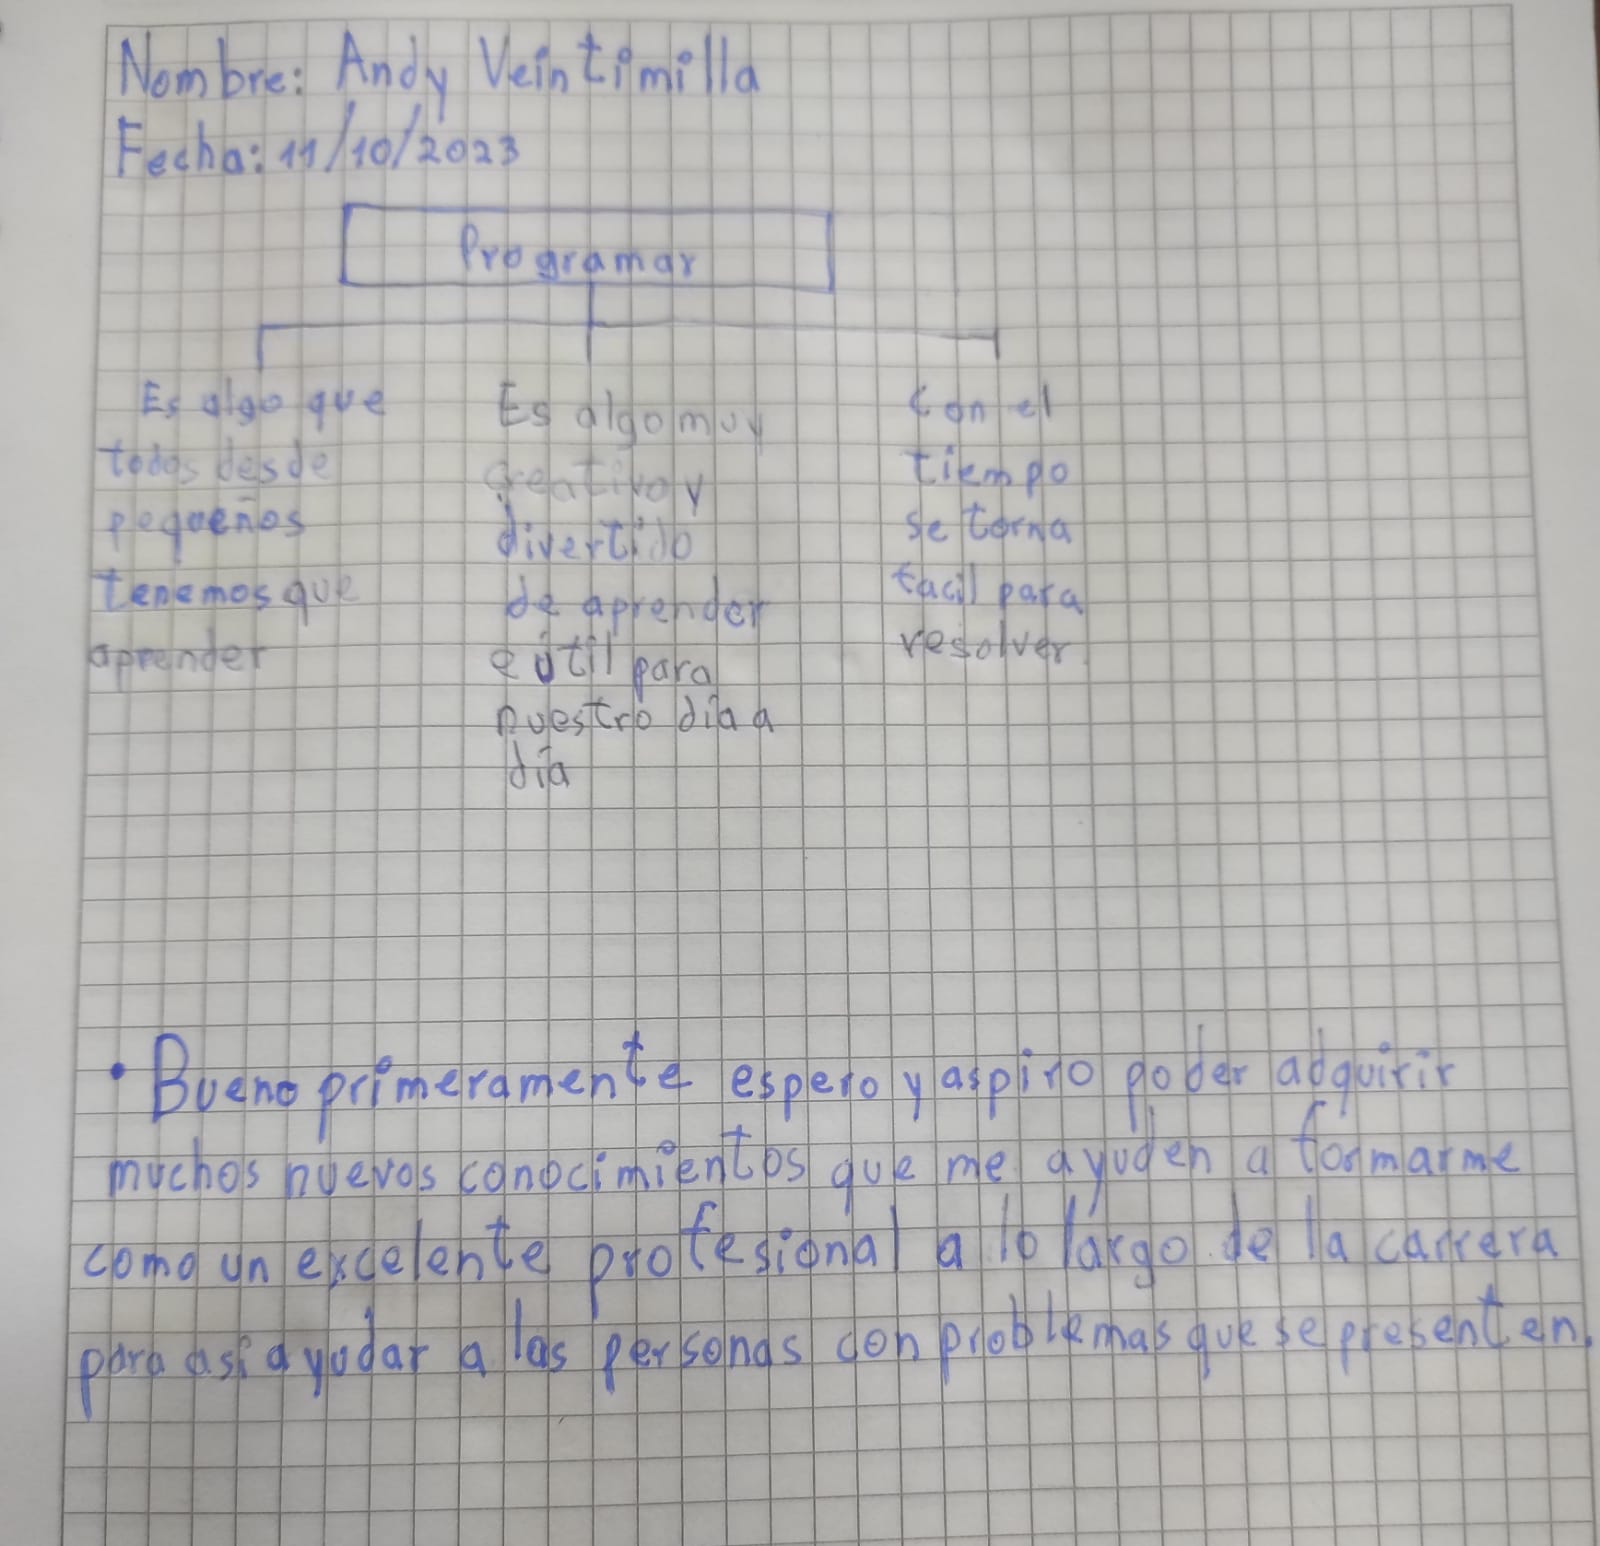 Nombre: Andy Veintimilla
Fecha: 11/10/2023
Programar
Es algo que
todos desde
pequeños
tenemos que
aprender
Es algo muy
creativo y
divertido
de aprender
e útil para
nuestro día a
día
Con el
tiempo
se torna
facil para
resolver
• Bueno primeramente espero y aspiro poder adquirir
muchos nuevos conocimientos que me ayuden a formarme
como un excelente profesional a lo largo de la carrera
para asi ayudar a las personas con problemas que se presenten.